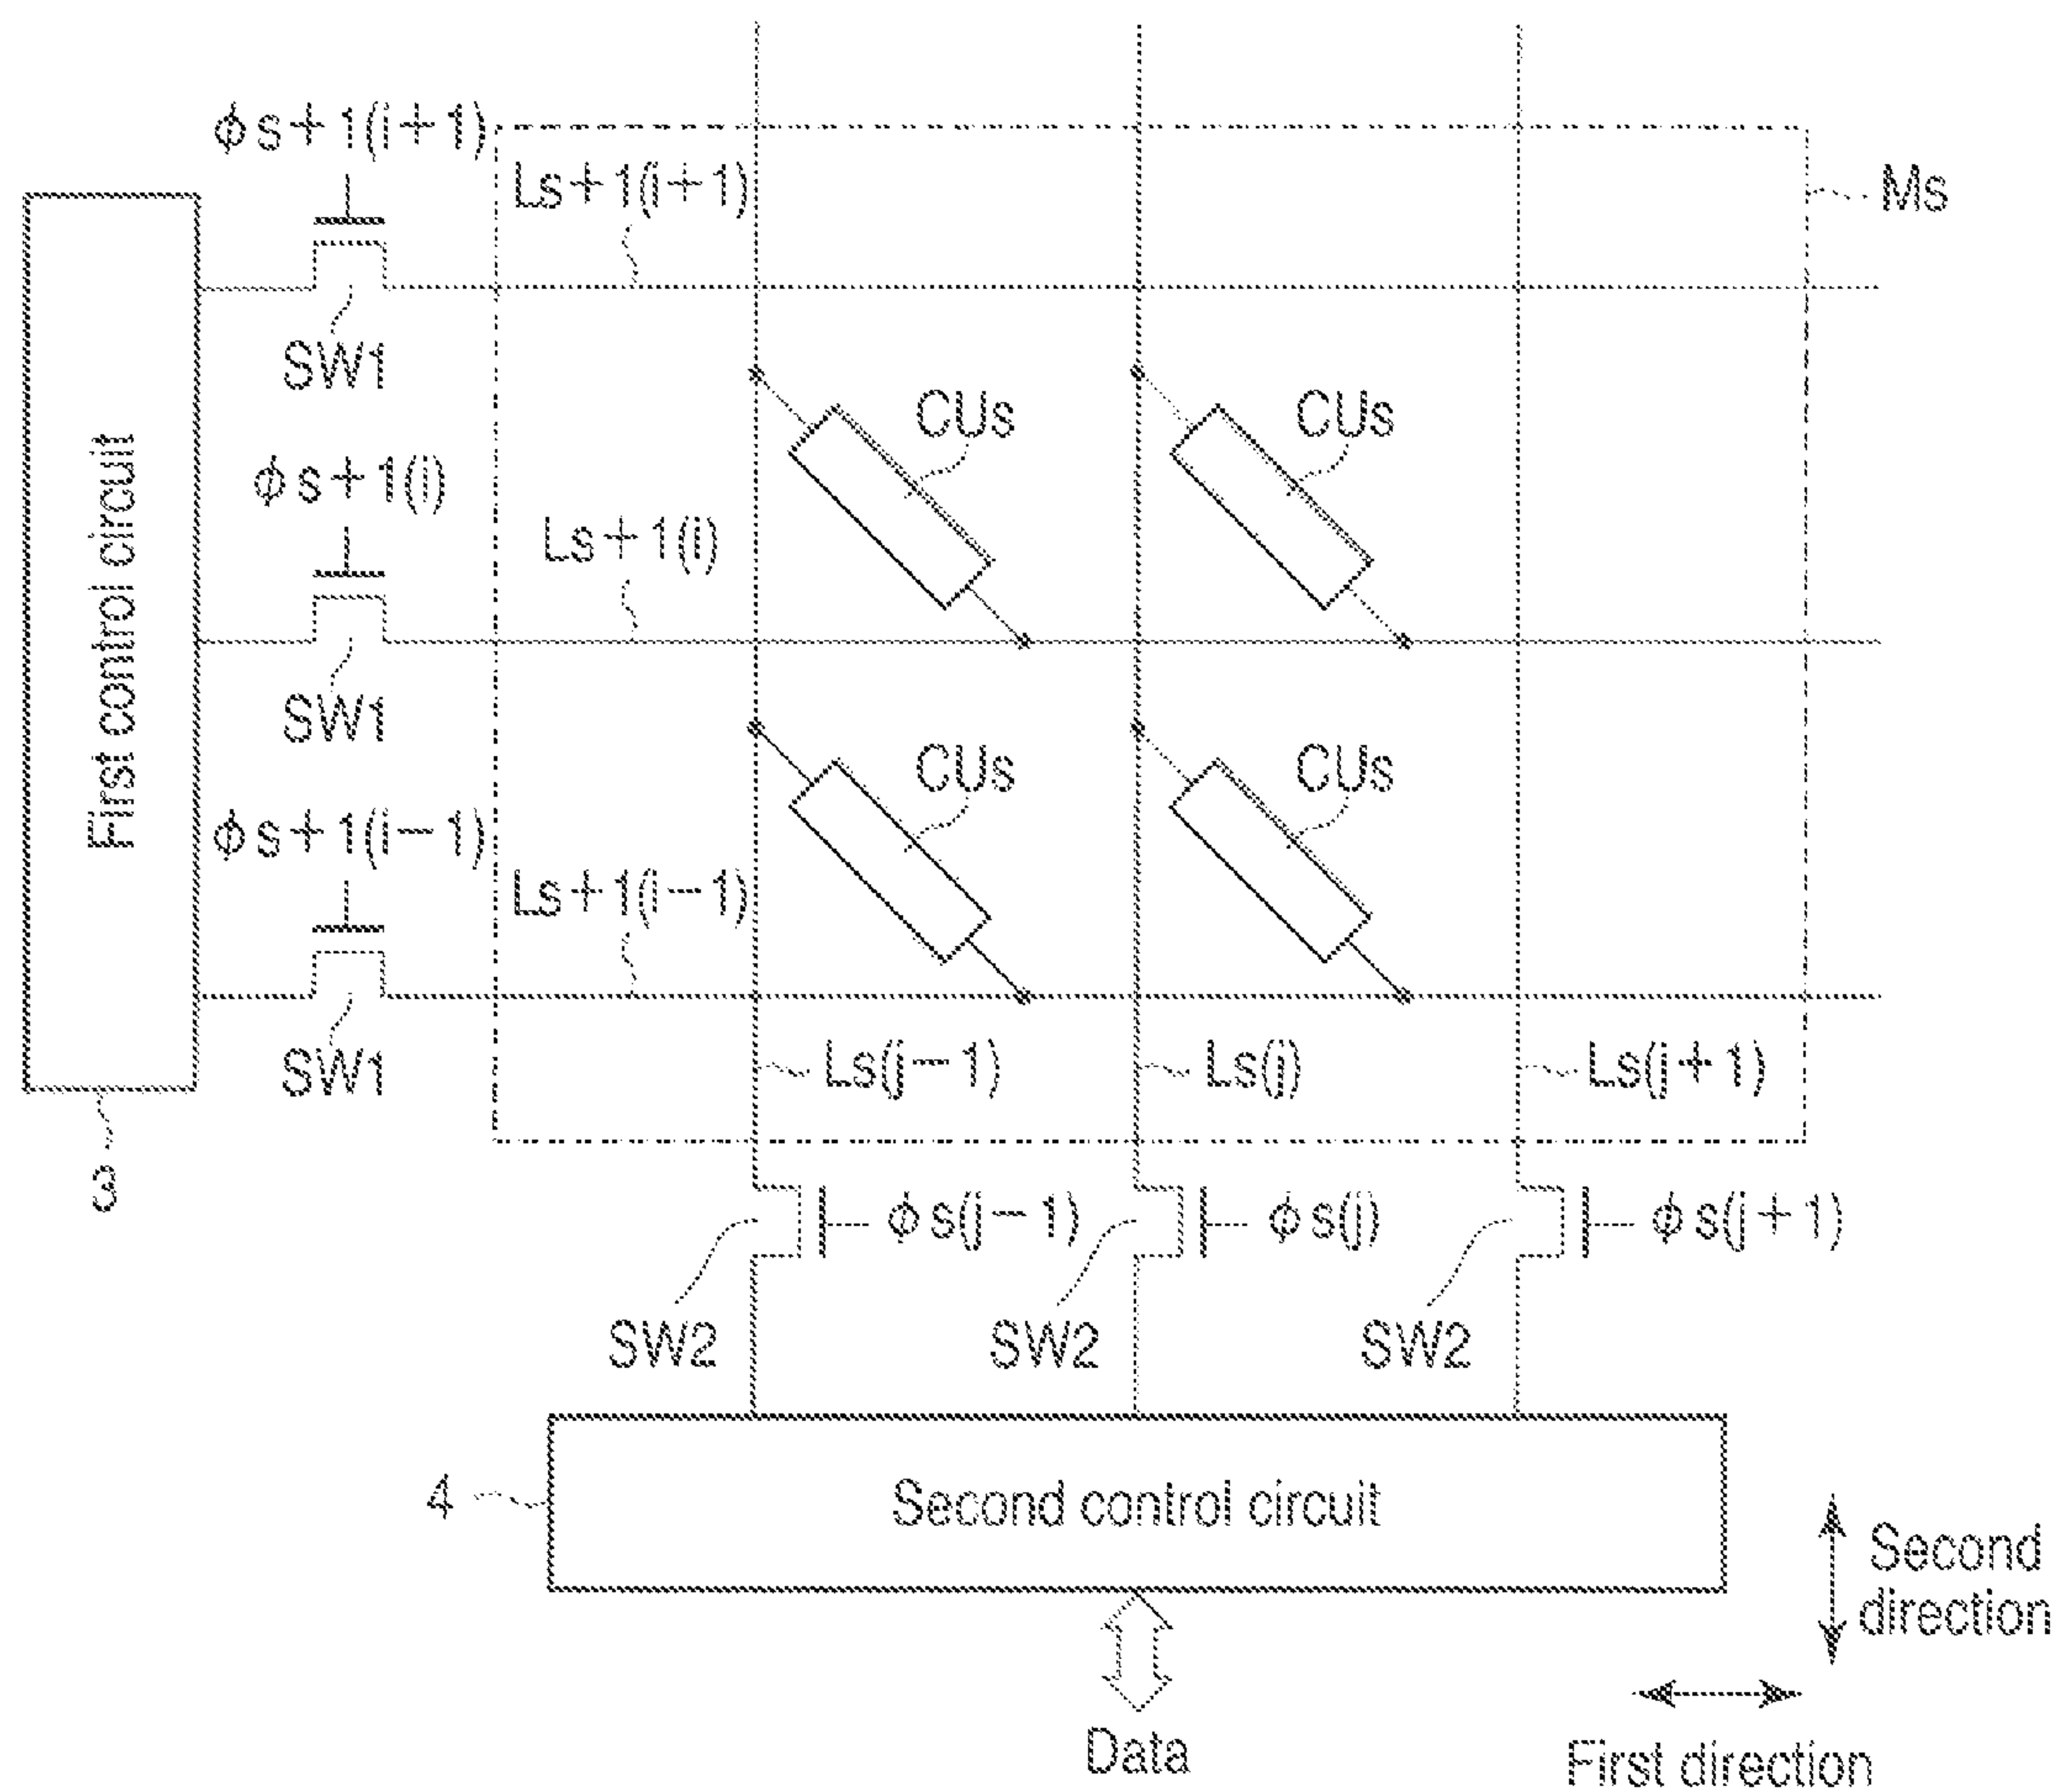 ϕs+1(i+1)
Ls+1(i+1)
Ms
SW1
CUs
CUs
ϕs+1(i)
Ls+1(i)
First control circuit
SW1
CUs
CUs
ϕs+1(i−1)
Ls+1(i−1)
SW1
Ls(j−1)
Ls(j)
Ls(j+1)
3
ϕs(j−1)
ϕs(j)
ϕs(j+1)
SW2
SW2
SW2
4
Second control circuit
Second
direction
Data
First direction